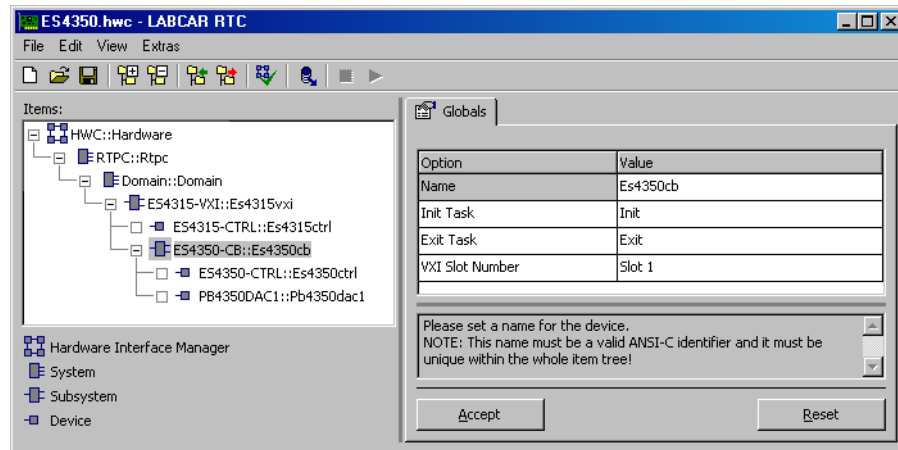 ES4350.hwc - LABCAR RTC
File Edit View Extras
Items:
HWC::Hardware
RTPC::Rtpc
Domain::Domain
ES4315-VXI::Es4315vxi
ES4315-CTRL::Es4315ctrl
ES4350-CB::Es4350cb
ES4350-CTRL::Es4350ctrl
PB4350DAC1::Pb4350dac1
Hardware Interface Manager
System
Subsystem
Device
Globals
Option Value
Name Es4350cb
Init Task Init
Exit Task Exit
VXI Slot Number Slot 1
Please set a name for the device.
NOTE: This name must be a valid ANSI-C identifier and it must be
unique within the whole item tree!
Accept Reset